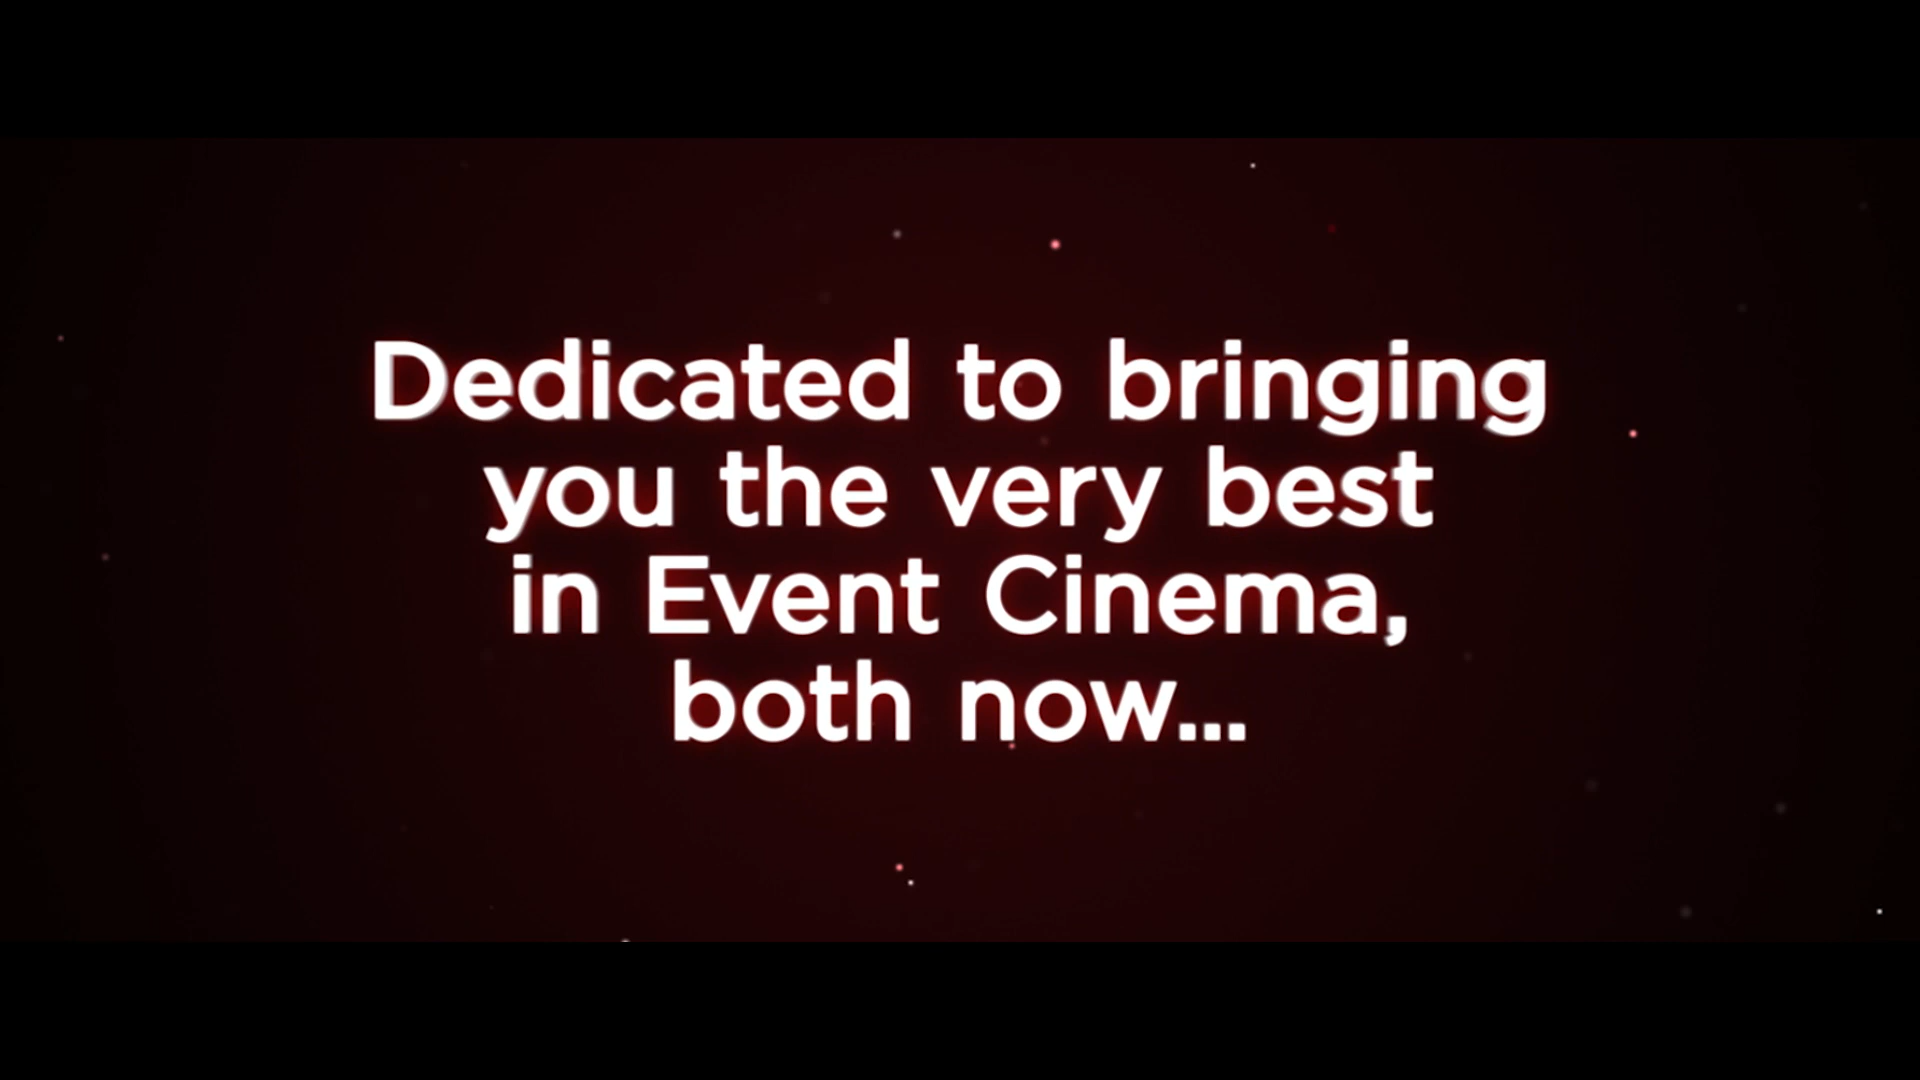 Dedicated to bringing
you the very best
in Event Cinema,
both now...